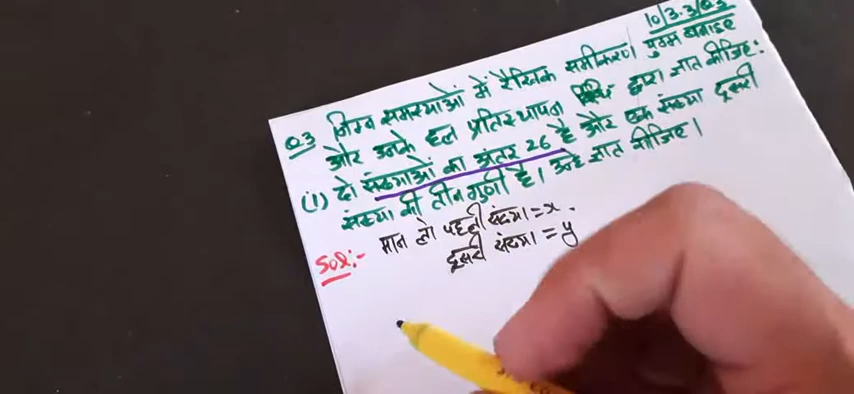 10/3.3/Q3
Q3 निम्न समस्याओं में रैखिक समीकरण युग्म बनाइए
और उनके हल प्रतिस्थापन विधि द्वारा ज्ञात कीजिए:
(i) दो संख्याओं का अंतर 26 है और एक संख्या दूसरी
संख्या की तीन गुनी है। उन्हें ज्ञात कीजिए।
Sol:- मान लो पहली संख्या = x.
दूसरी संख्या = y